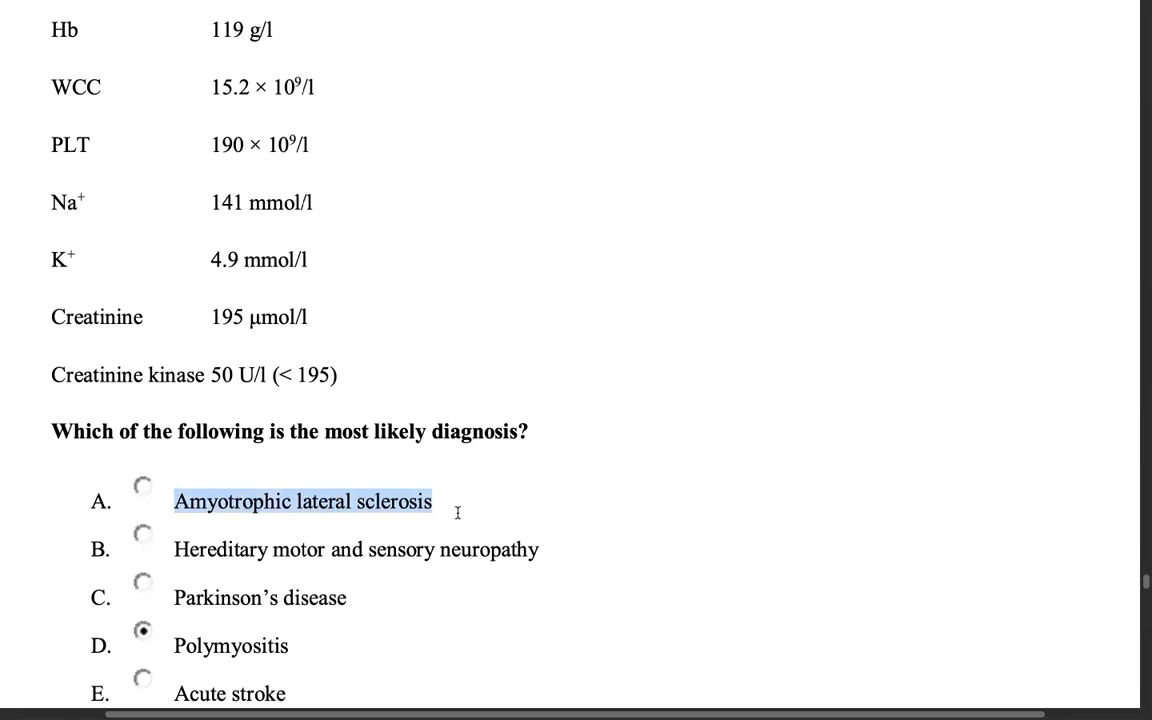 Hb 119 g/l
WCC 15.2 × 10⁹/l
PLT 190 × 10⁹/l
Na⁺ 141 mmol/l
K⁺ 4.9 mmol/l
Creatinine 195 µmol/l
Creatinine kinase 50 U/l (< 195)
Which of the following is the most likely diagnosis?
A. Amyotrophic lateral sclerosis
B. Hereditary motor and sensory neuropathy
C. Parkinson’s disease
D. Polymyositis
E. Acute stroke